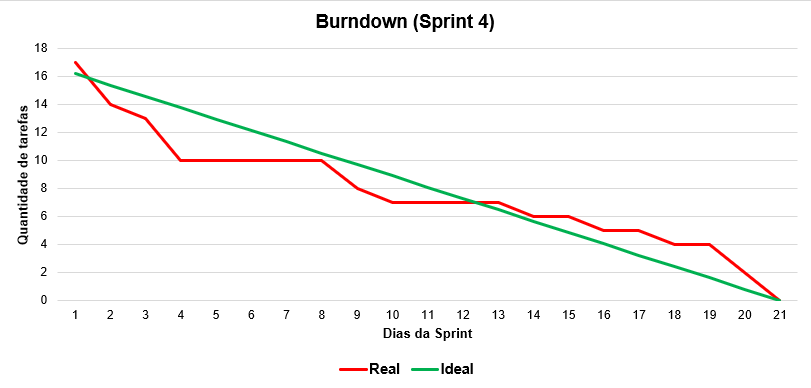 Burndown (Sprint 4)
Quantidade de tarefas
18
16
14
12
10
8
6
4
2
0
1 2 3 4 5 6 7 8 9 10 11 12 13 14 15 16 17 18 19 20 21
Dias da Sprint
Real Ideal